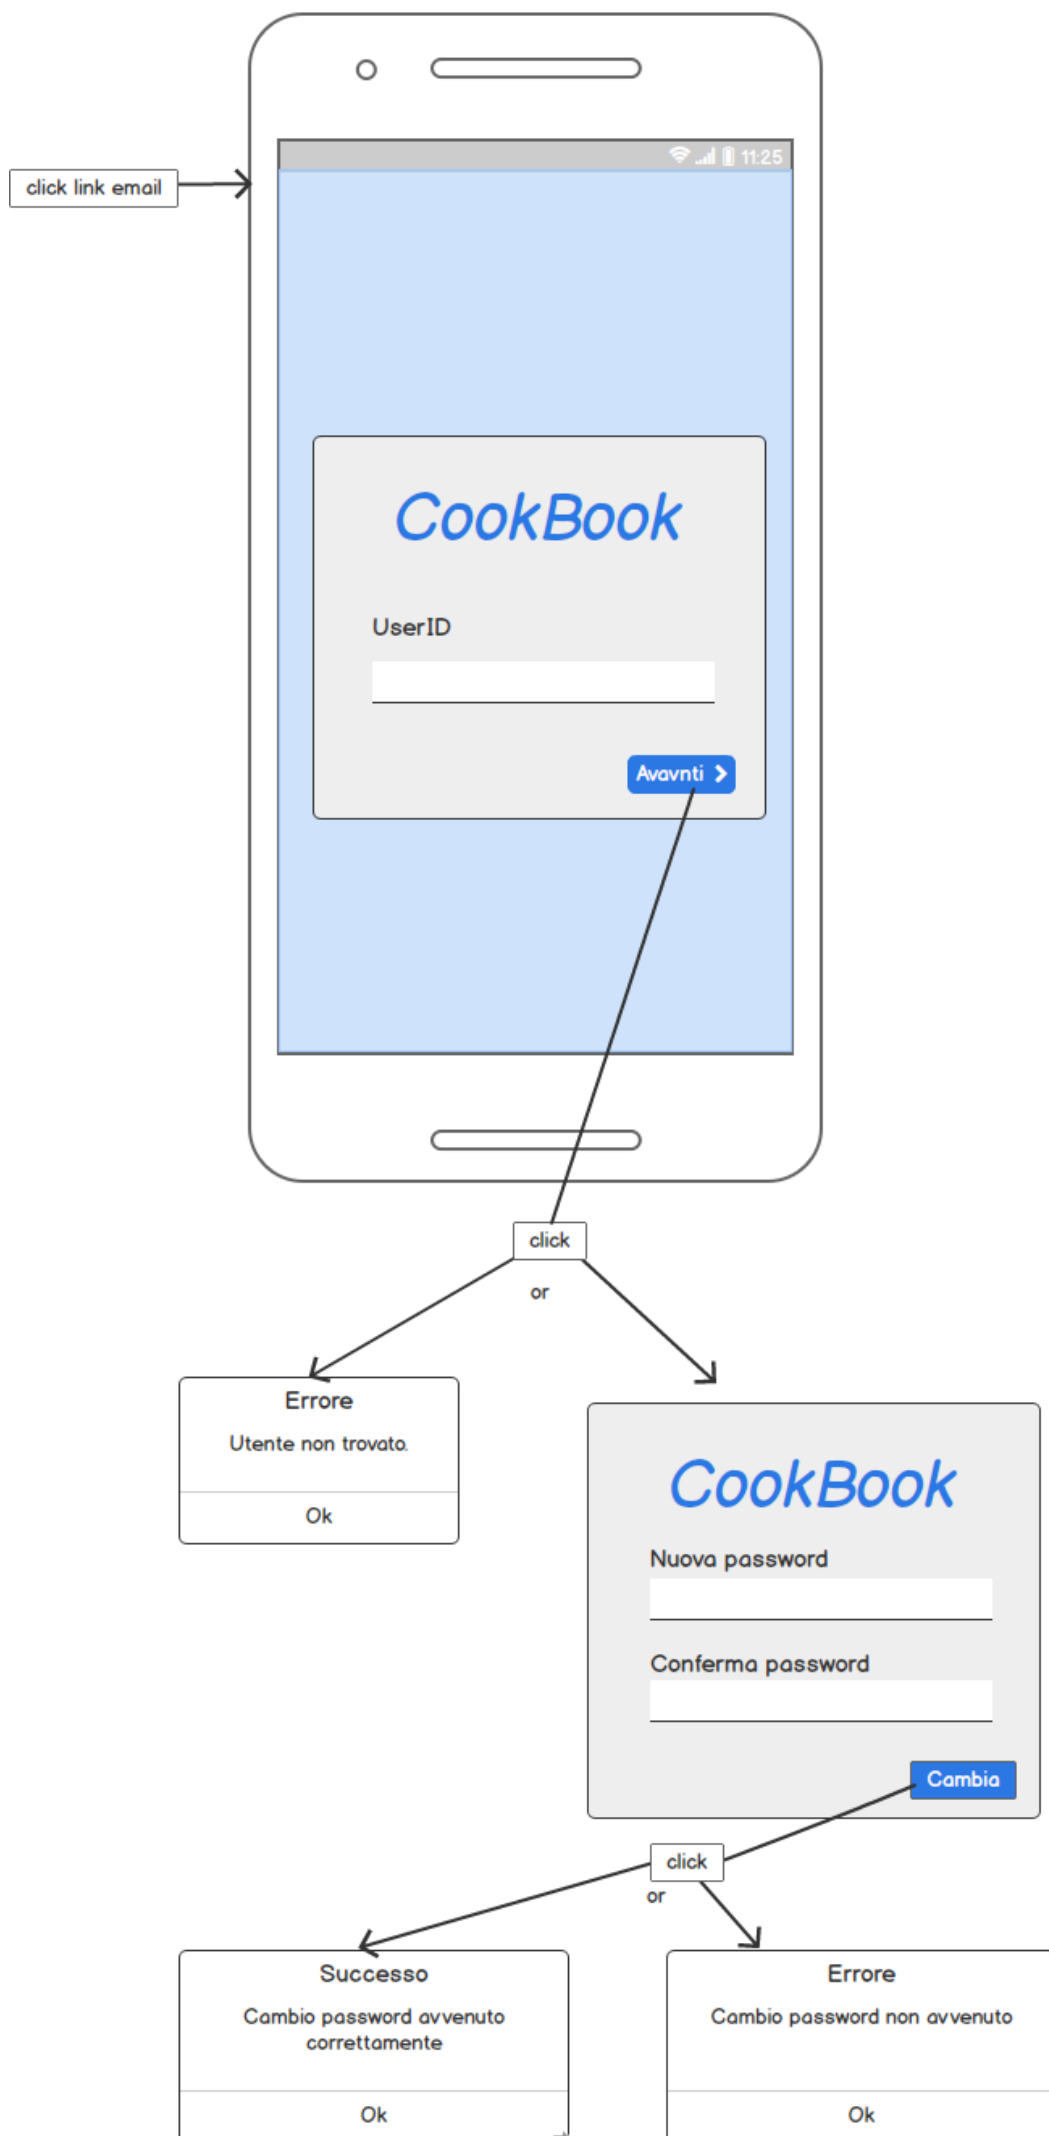 11:25
click link email
CookBook
UserID
Avavnti
click
or
Errore
Utente non trovato.
Ok
CookBook
Nuova password
Conferma password
Cambia
click
or
Successo
Cambio password avvenuto
correttamente
Ok
Errore
Cambio password non avvenuto
Ok